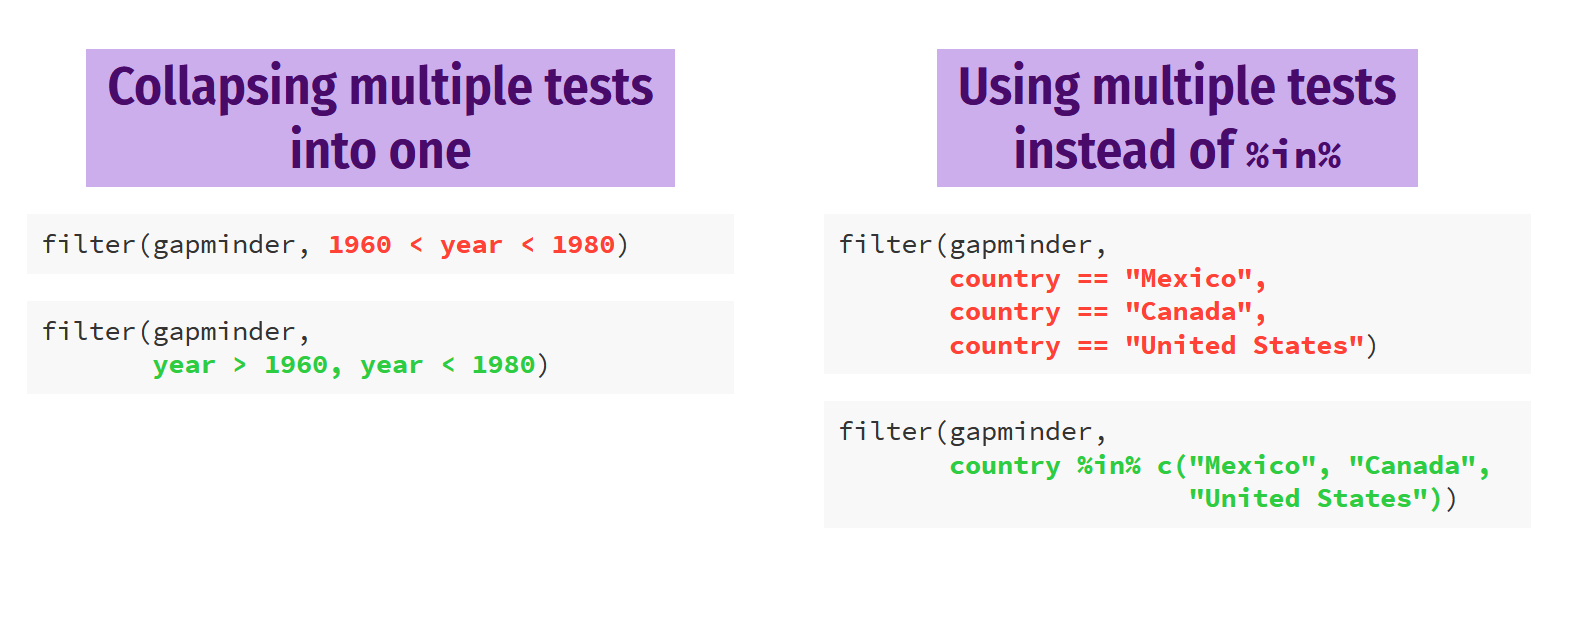 Collapsing multiple tests
into one
filter(gapminder, 1960 < year < 1980)
filter(gapminder,
       year > 1960, year < 1980)
Using multiple tests
instead of %in%
filter(gapminder,
       country == "Mexico",
       country == "Canada",
       country == "United States")
filter(gapminder,
       country %in% c("Mexico", "Canada",
                      "United States"))